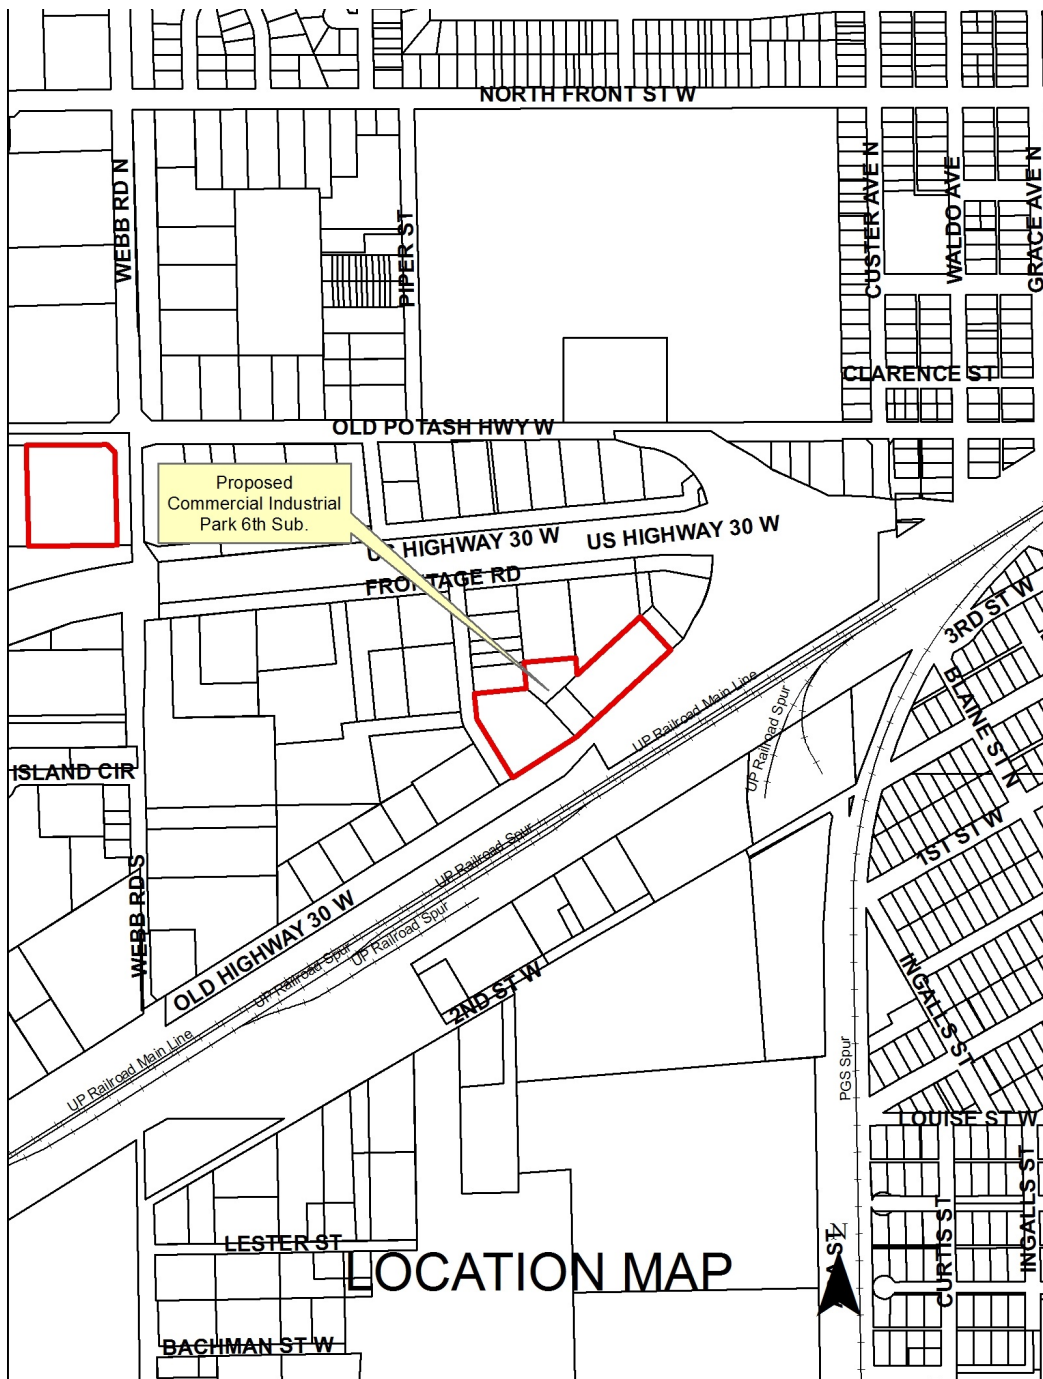 NORTH FRONT ST W
WEBB RD N
PIPER ST
CUSTER AVE N
WALDO AVE
GRACE AVE N
CLARENCE ST
OLD POTASH HWY W
Proposed
Commercial Industrial
Park 6th Sub.
HIGHWAY 30 W
US HIGHWAY 30 W
FRONTAGE RD
3RD ST W
BLAINE ST N
UP Railroad Main Line
UP Railroad Spur
ISLAND CIR
1ST ST W
UP Railroad Spur
WEBB RD S
OLD HIGHWAY 30 W
UP Railroad Spur
UP Railroad Spur
2ND ST W
INGALLS ST
UP Railroad Main Line
PGS Spur
LOUISE ST W
INGALLS ST
CURTIS ST
LESTER ST
LOCATION MAP
N
ST
BACHMAN ST W